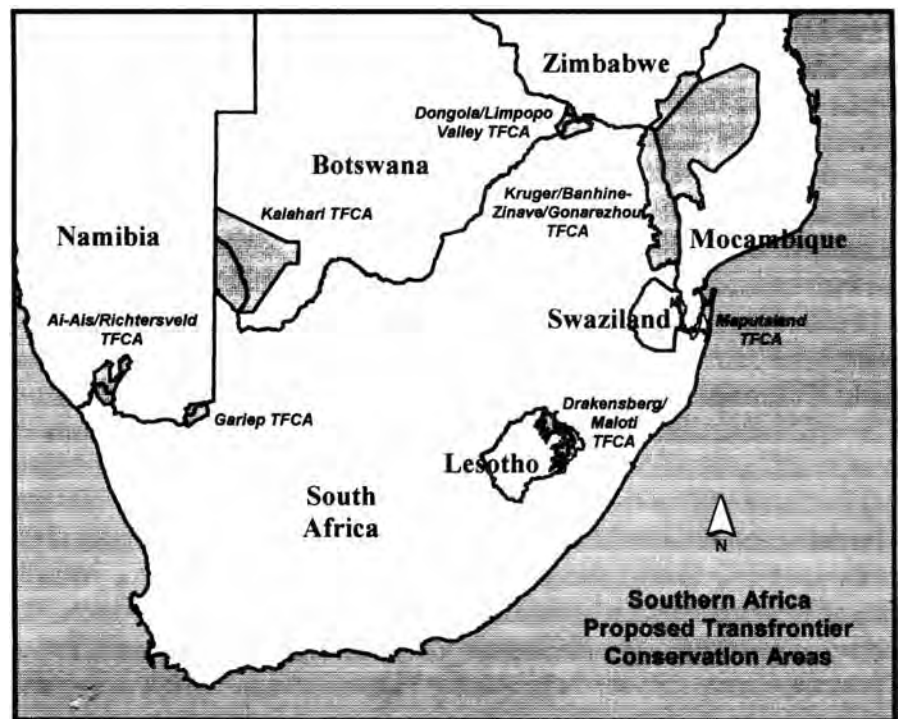 Zimbabwe
Dongola/Limpopo
Valley TFCA
Botswana
Kalahari TFCA
Kruger/Banhine-
Zinave/Gonarezhou
TFCA
Namibia
Mocambique
Ai-Ais/Richtersveld
TFCA
Swaziland
Maputaland
TFCA
Gariep TFCA
Drakensberg/
Maloti
TFCA
Lesotho
South
Africa
N
Southern Africa
Proposed Transfrontier
Conservation Areas